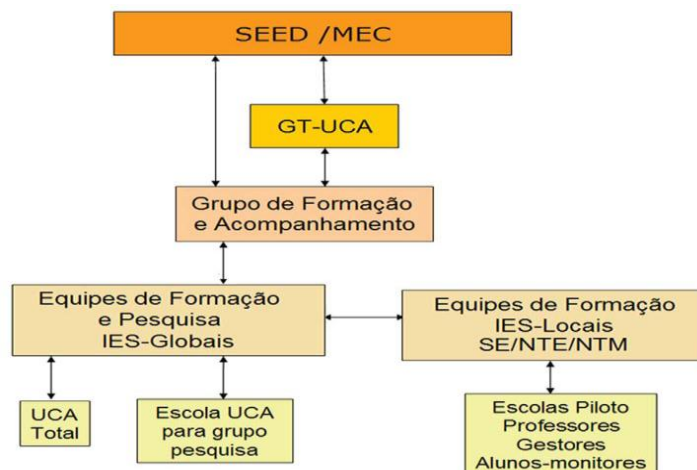 SEED /MEC
GT-UCA
Grupo de Formação
e Acompanhamento
Equipes de Formação
e Pesquisa
IES-Globais
Equipes de Formação
IES-Locais
SE/NTE/NTM
UCA
Total
Escola UCA
para grupo
pesquisa
Escolas Piloto
Professores
Gestores
Alunos-monitores